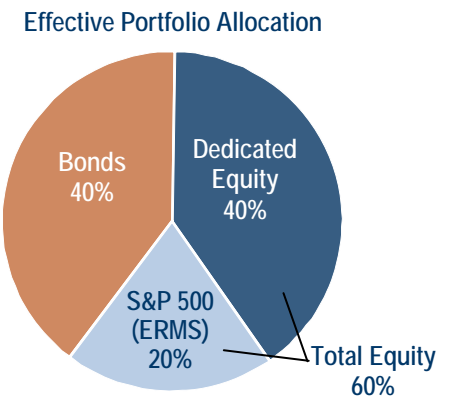 Effective Portfolio Allocation
Bonds
40%
Dedicated
Equity
40%
S&P 500
(ERMS)
20%
Total Equity
60%